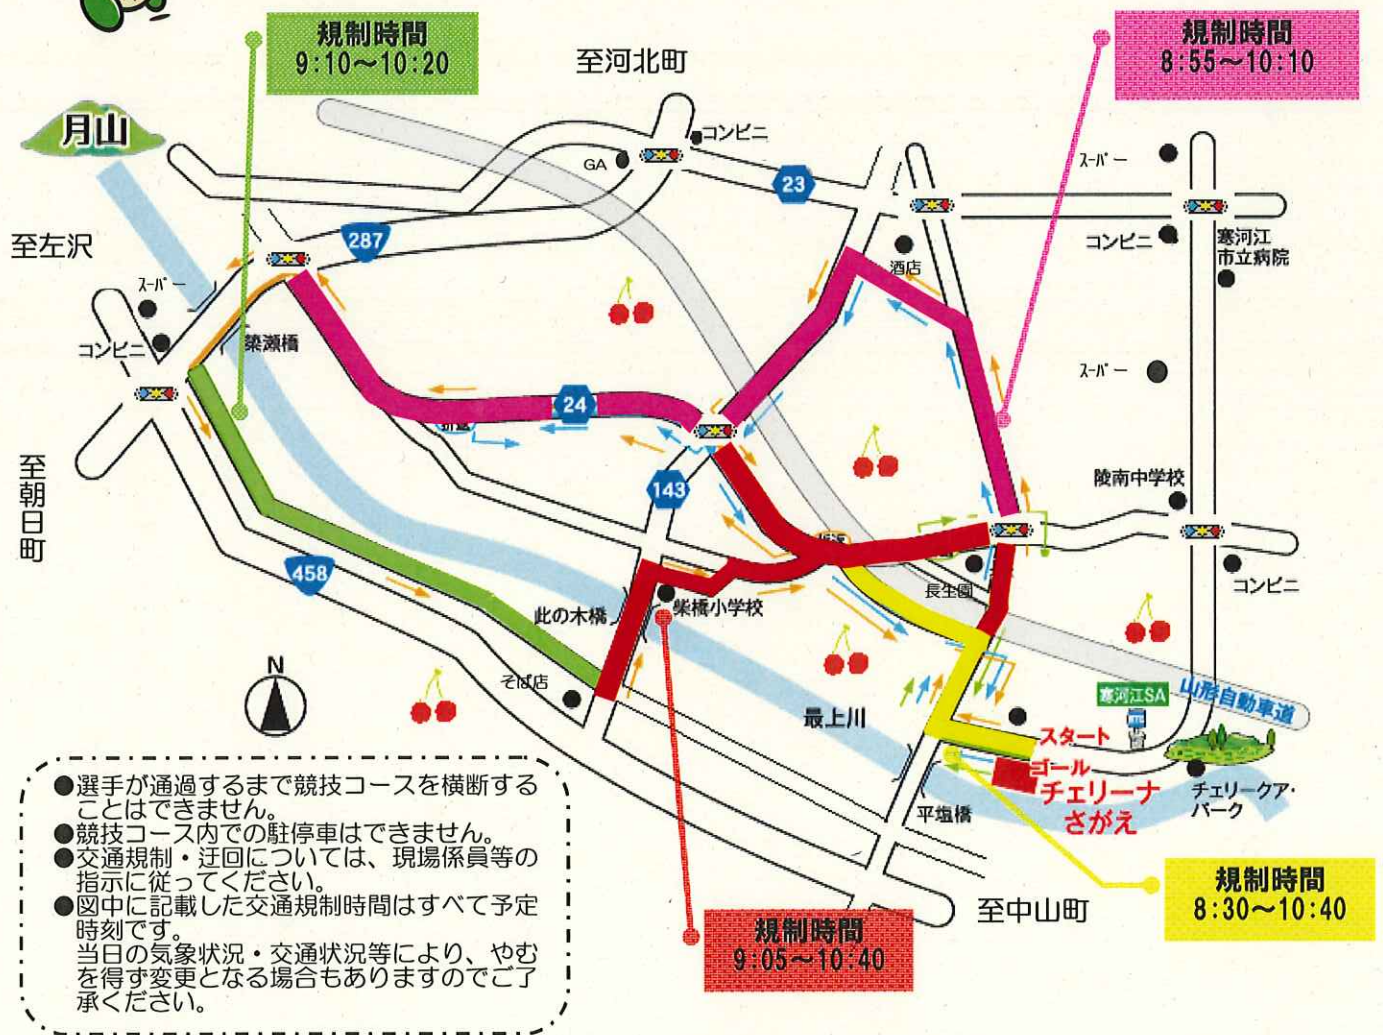 規制時間
9:10～10:20
至河北町
規制時間
8:55～10:10
月山
コンビニ
GA
23
スーパー
コンビニ
寒河江
市立病院
至左沢
287
酒店
スーパー
コンビニ
簗瀬橋
スーパー
24
143
陵南中学校
至朝日町
458
長生園
コンビニ
此の木橋
柴橋小学校
N
そば店
最上川
寒河江SA
山形自動車道
スタート
ゴール
チェリーナ
さがえ
チェリークア・
パーク
平塩橋
至中山町
規制時間
8:30～10:40
規制時間
9:05～10:40
●選手が通過するまで競技コースを横断する
ことはできません。
●競技コース内での駐停車はできません。
●交通規制・迂回については、現場係員等の
指示に従ってください。
●図中に記載した交通規制時間はすべて予定
時刻です。
当日の気象状況・交通状況等により、やむ
を得ず変更となる場合もありますのでご了
承ください。